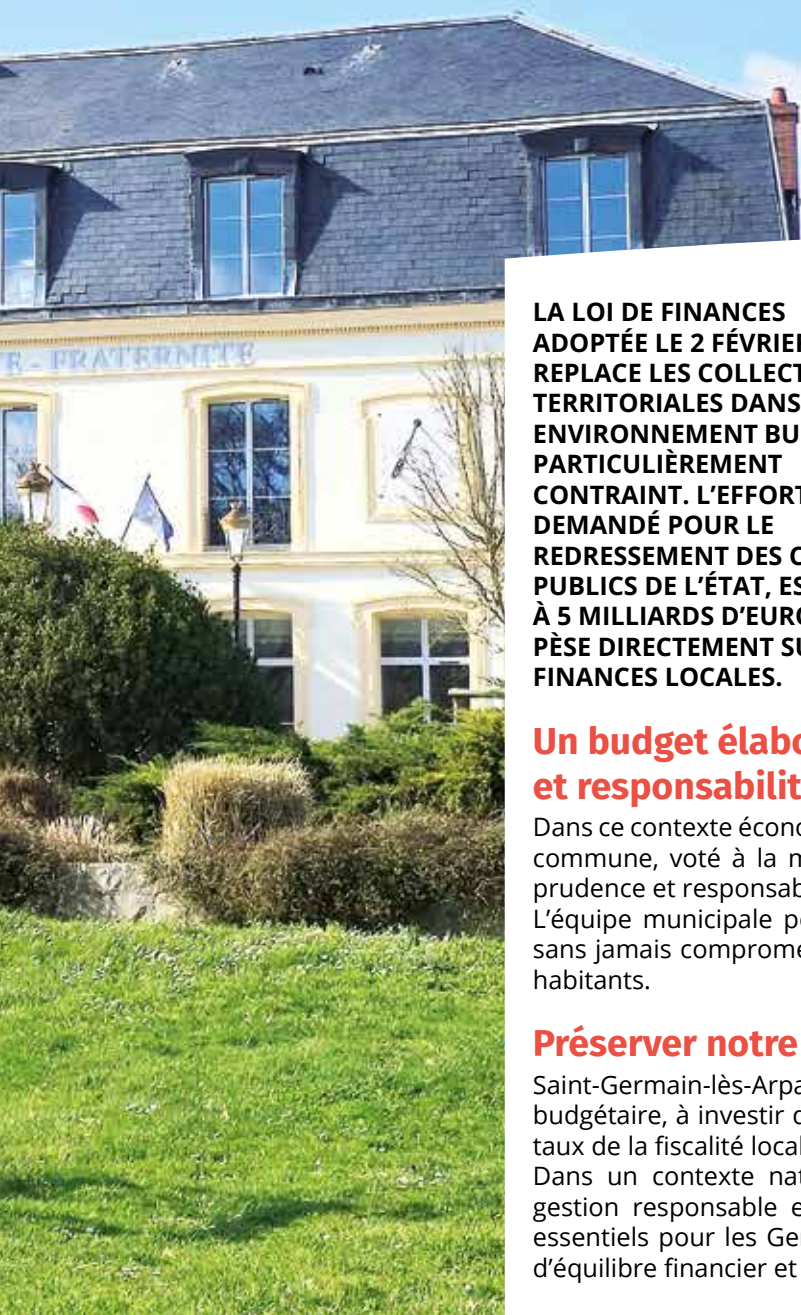 E - FRATERNITE
LA LOI DE FINANCES
ADOPTÉE LE 2 FÉVRIER
REPLACE LES COLLECT
TERRITORIALES DANS
ENVIRONNEMENT BU
PARTICULIÈREMENT
CONTRAINT. L’EFFORT
DEMANDÉ POUR LE
REDRESSEMENT DES
PUBLICS DE L’ÉTAT, ES
À 5 MILLIARDS D’EURO
PÈSE DIRECTEMENT SU
FINANCES LOCALES.
Un budget élabo
et responsabilit
Dans ce contexte écono
commune, voté à la m
prudence et responsab
L’équipe municipale p
sans jamais comprome
habitants.
Préserver notre
Saint-Germain-lès-Arpa
budgétaire, à investir
taux de la fiscalité local
Dans un contexte nat
gestion responsable e
essentiels pour les Ge
d’équilibre financier et